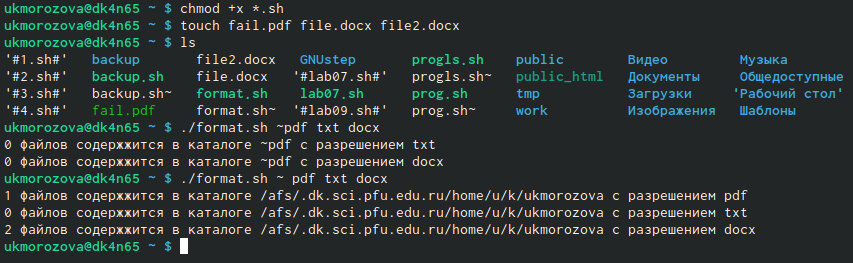 ukmorozova@dk4n65 ~ $ chmod +x *.sh
ukmorozova@dk4n65 ~ $ touch fail.pdf file.docx file2.docx
ukmorozova@dk4n65 ~ $ ls
'#1.sh#' backup file2.docx GNUstep progls.sh public Видео Музыка
'#2.sh#' backup.sh file.docx '#lab07.sh#' progls.sh~ public_html Документы Общедоступные
'#3.sh#' backup.sh~ format.sh lab07.sh prog.sh tmp Загрузки 'Рабочий стол'
'#4.sh#' fail.pdf format.sh~ '#lab09.sh#' prog.sh~ work Изображения Шаблоны
ukmorozova@dk4n65 ~ $ ./format.sh ~pdf txt docx
0 файлов содержжится в каталоге ~pdf с разрешением txt
0 файлов содержжится в каталоге ~pdf с разрешением docx
ukmorozova@dk4n65 ~ $ ./format.sh ~ pdf txt docx
1 файлов содержжится в каталоге /afs/.dk.sci.pfu.edu.ru/home/u/k/ukmorozova с разрешением pdf
0 файлов содержжится в каталоге /afs/.dk.sci.pfu.edu.ru/home/u/k/ukmorozova с разрешением txt
2 файлов содержжится в каталоге /afs/.dk.sci.pfu.edu.ru/home/u/k/ukmorozova с разрешением docx
ukmorozova@dk4n65 ~ $